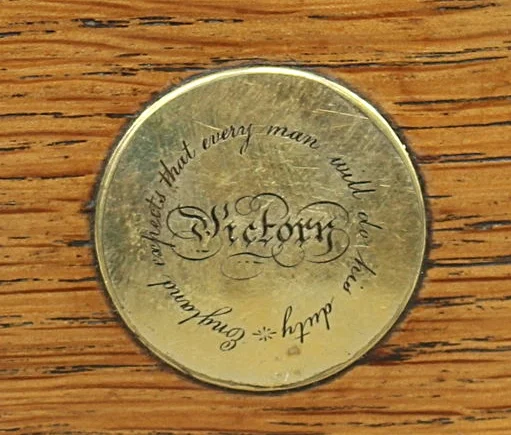 England expects that every man will do his duty
Victory